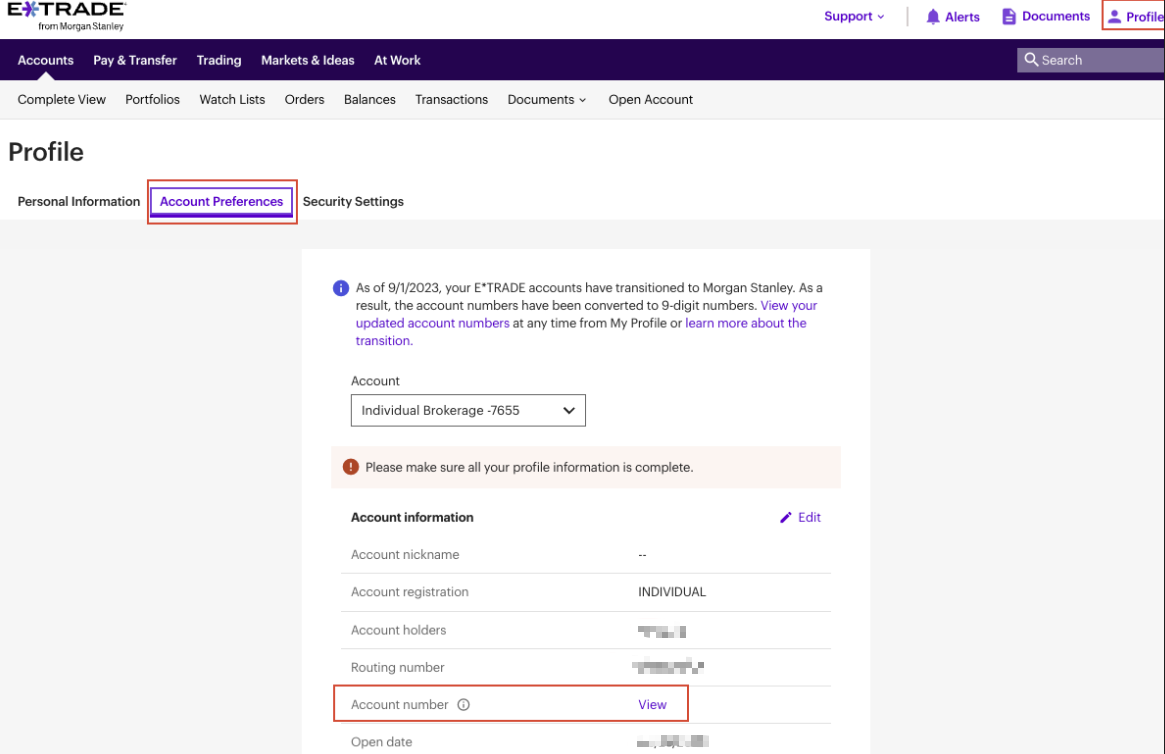 E*TRADE
from Morgan Stanley
Support
Alerts
Documents
Profile
Accounts
Pay & Transfer
Trading
Markets & Ideas
At Work
Search
Complete View
Portfolios
Watch Lists
Orders
Balances
Transactions
Documents
Open Account
Profile
Personal Information
Account Preferences
Security Settings
As of 9/1/2023, your E*TRADE accounts have transitioned to Morgan Stanley. As a
result, the account numbers have been converted to 9-digit numbers. View your
updated account numbers at any time from My Profile or learn more about the
transition.
Account
Individual Brokerage -7655
Please make sure all your profile information is complete.
Account information
Edit
Account nickname
--
Account registration
INDIVIDUAL
Account holders
Routing number
Account number
View
Open date